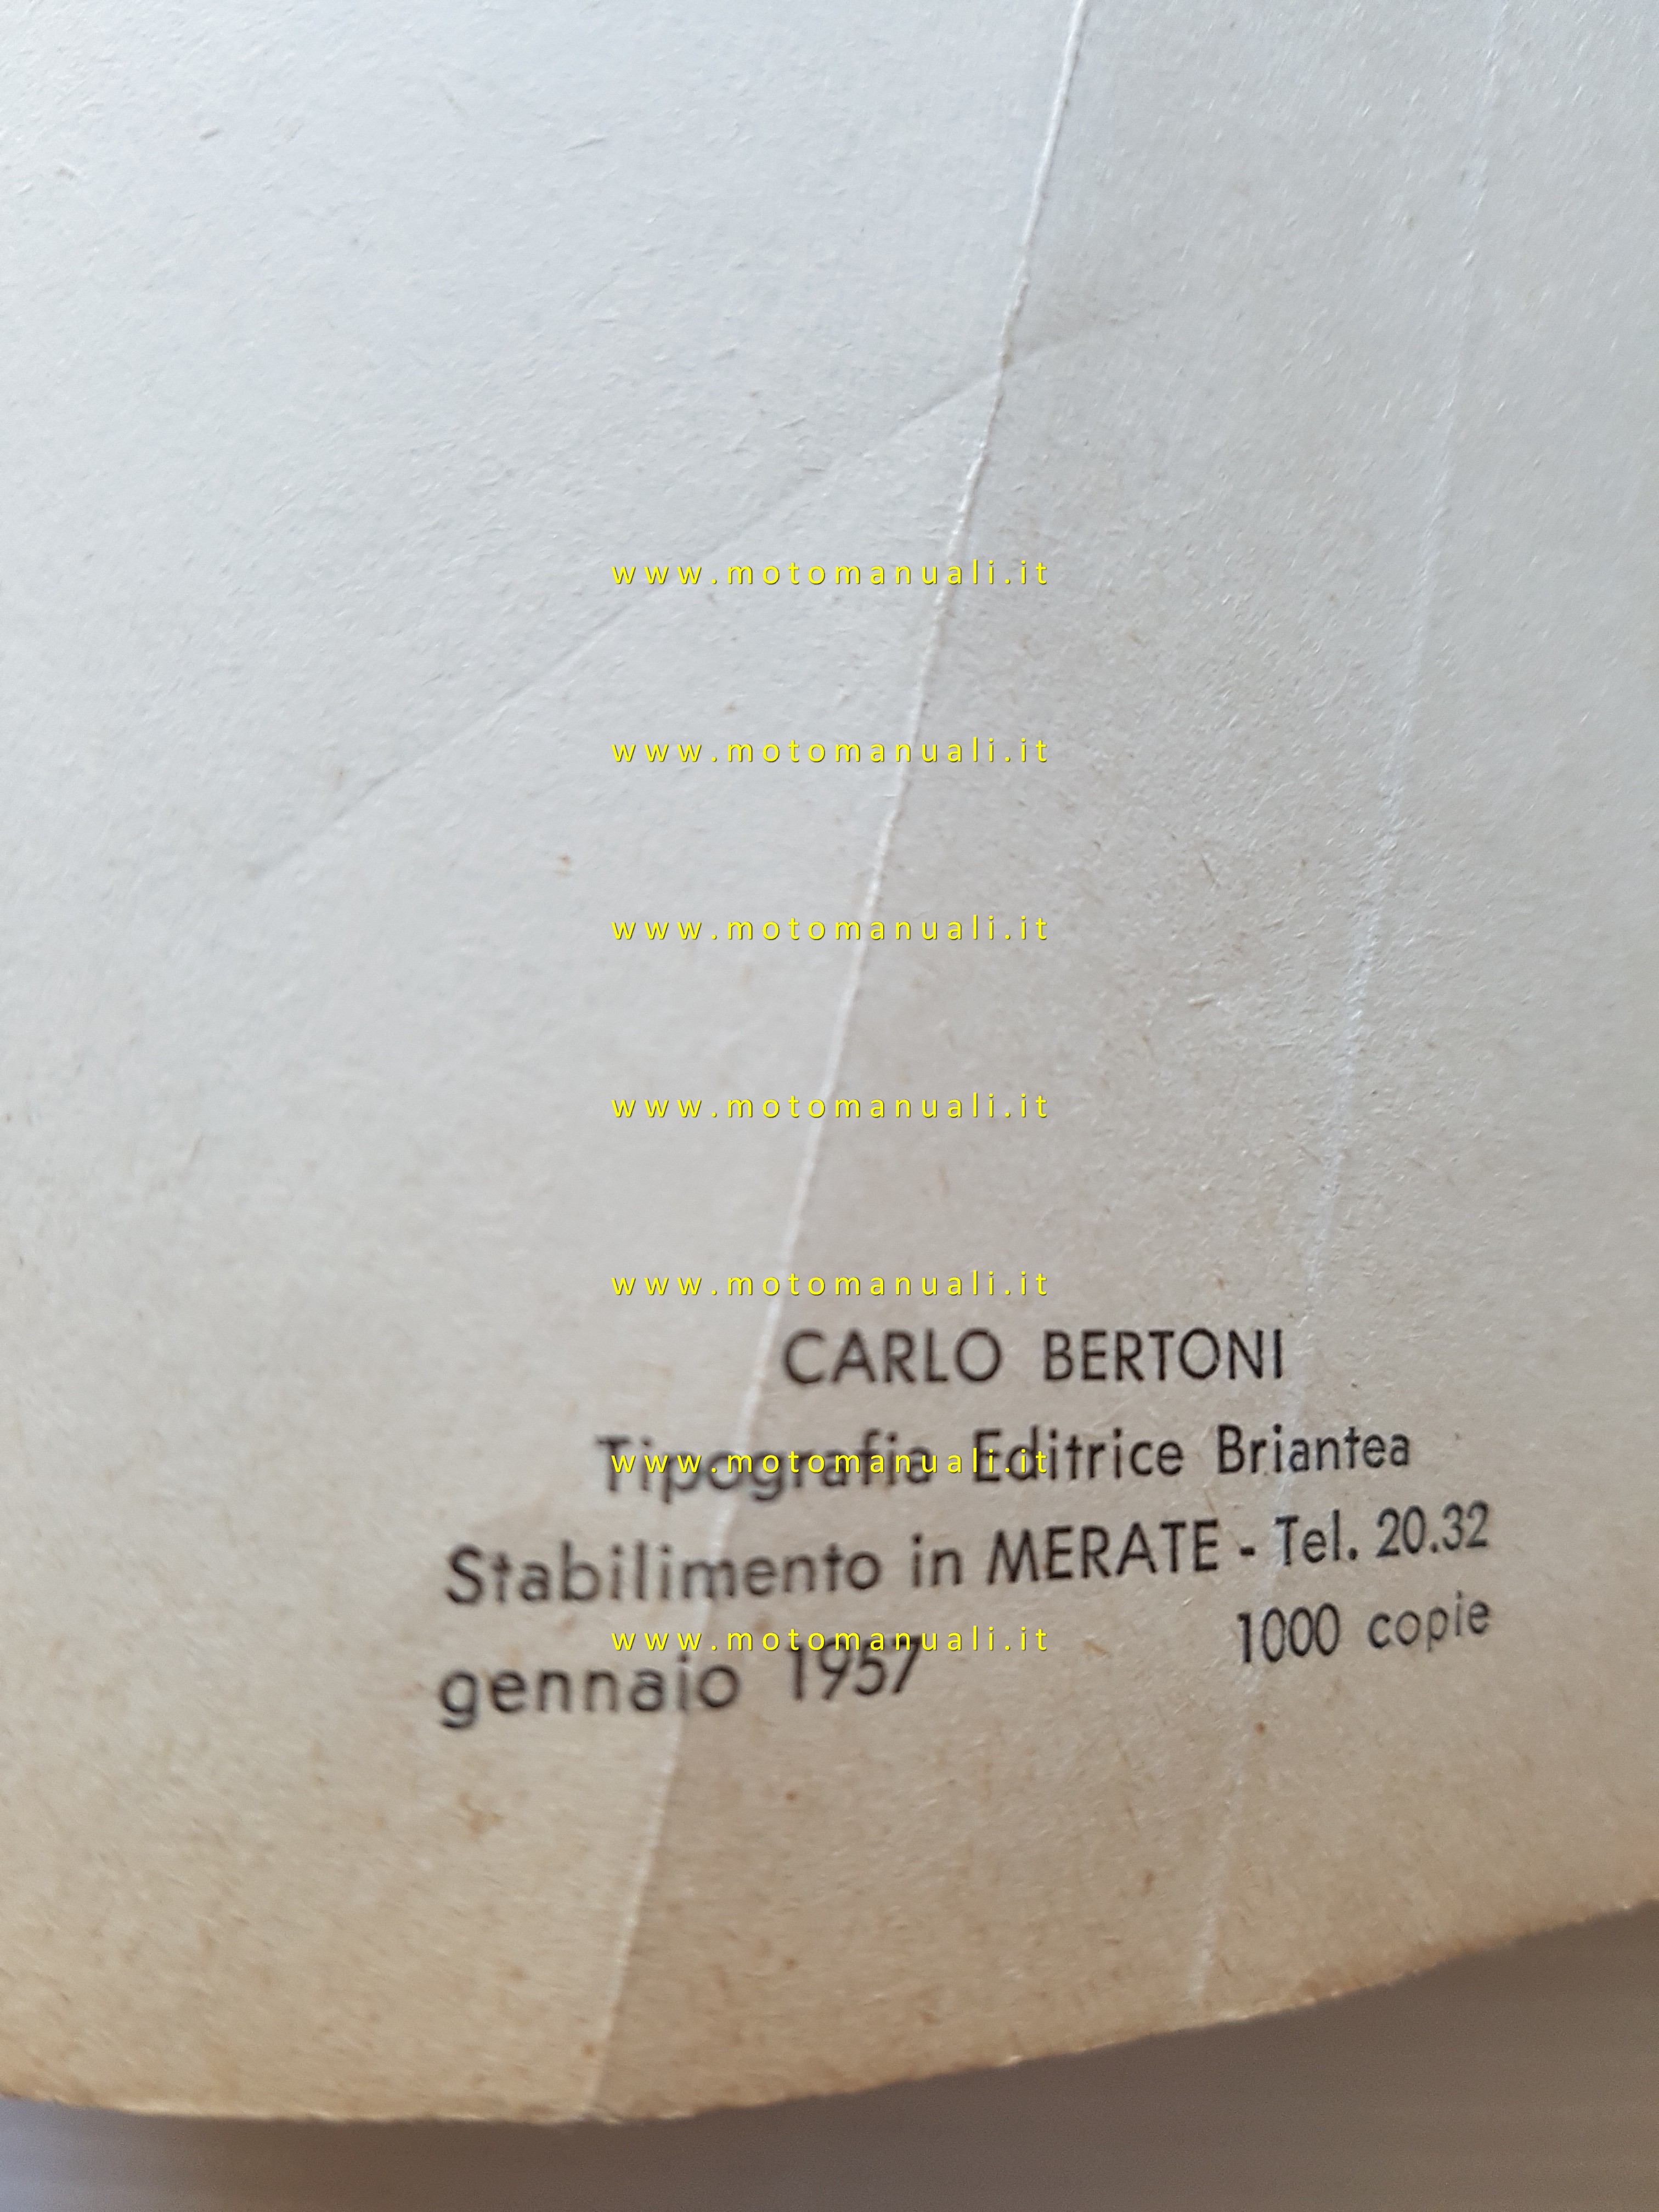 www.motomanuali.it
www.motomanuali.it
www.motomanuali.it
www.motomanuali.it
www.motomanuali.it
CARLO BERTONI
Tipografia Editrice Briantea
www.motomanuali.it
Stabilimento in MERATE - Tel. 20.32
www.motomanuali.it
gennaio 1957 1000 copie